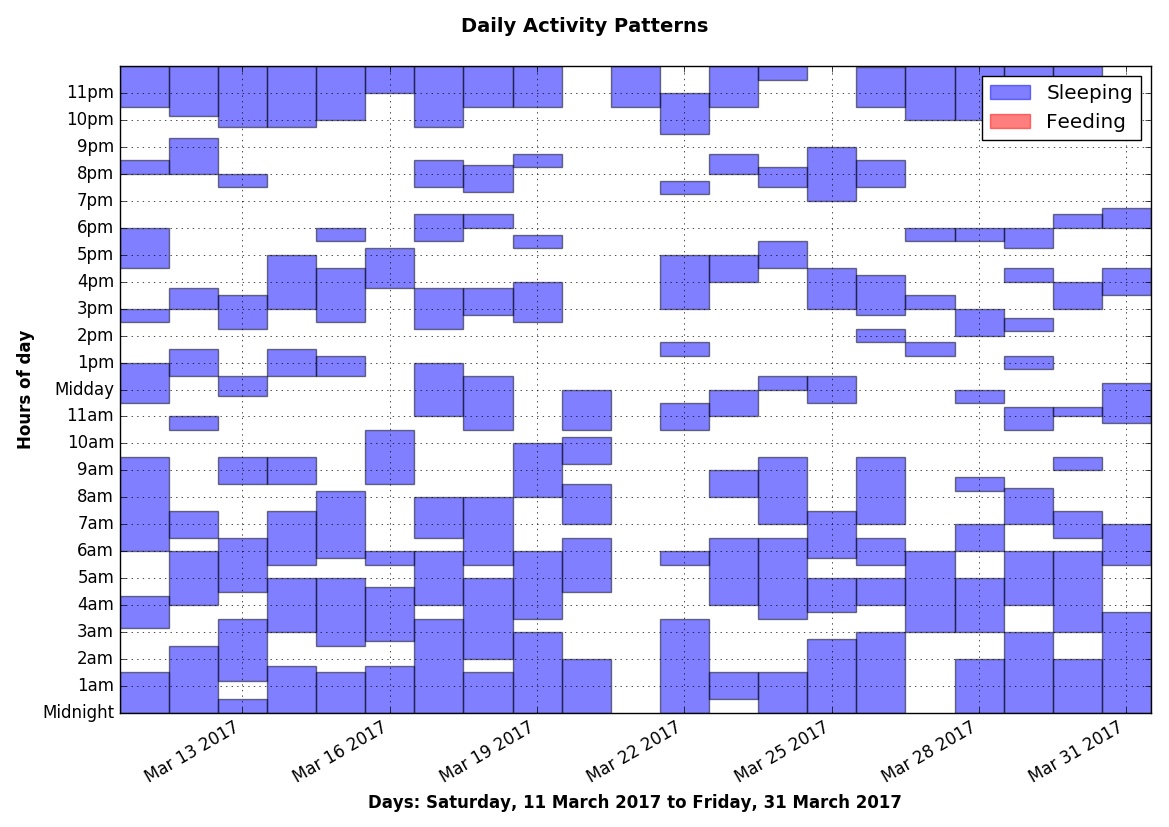 Daily Activity Patterns
Sleeping
Feeding
Hours of day
11pm
10pm
9pm
8pm
7pm
6pm
5pm
4pm
3pm
2pm
1pm
Midday
11am
10am
9am
8am
7am
6am
5am
4am
3am
2am
1am
Midnight
Mar 13 2017
Mar 16 2017
Mar 19 2017
Mar 22 2017
Mar 25 2017
Mar 28 2017
Mar 31 2017
Days: Saturday, 11 March 2017 to Friday, 31 March 2017